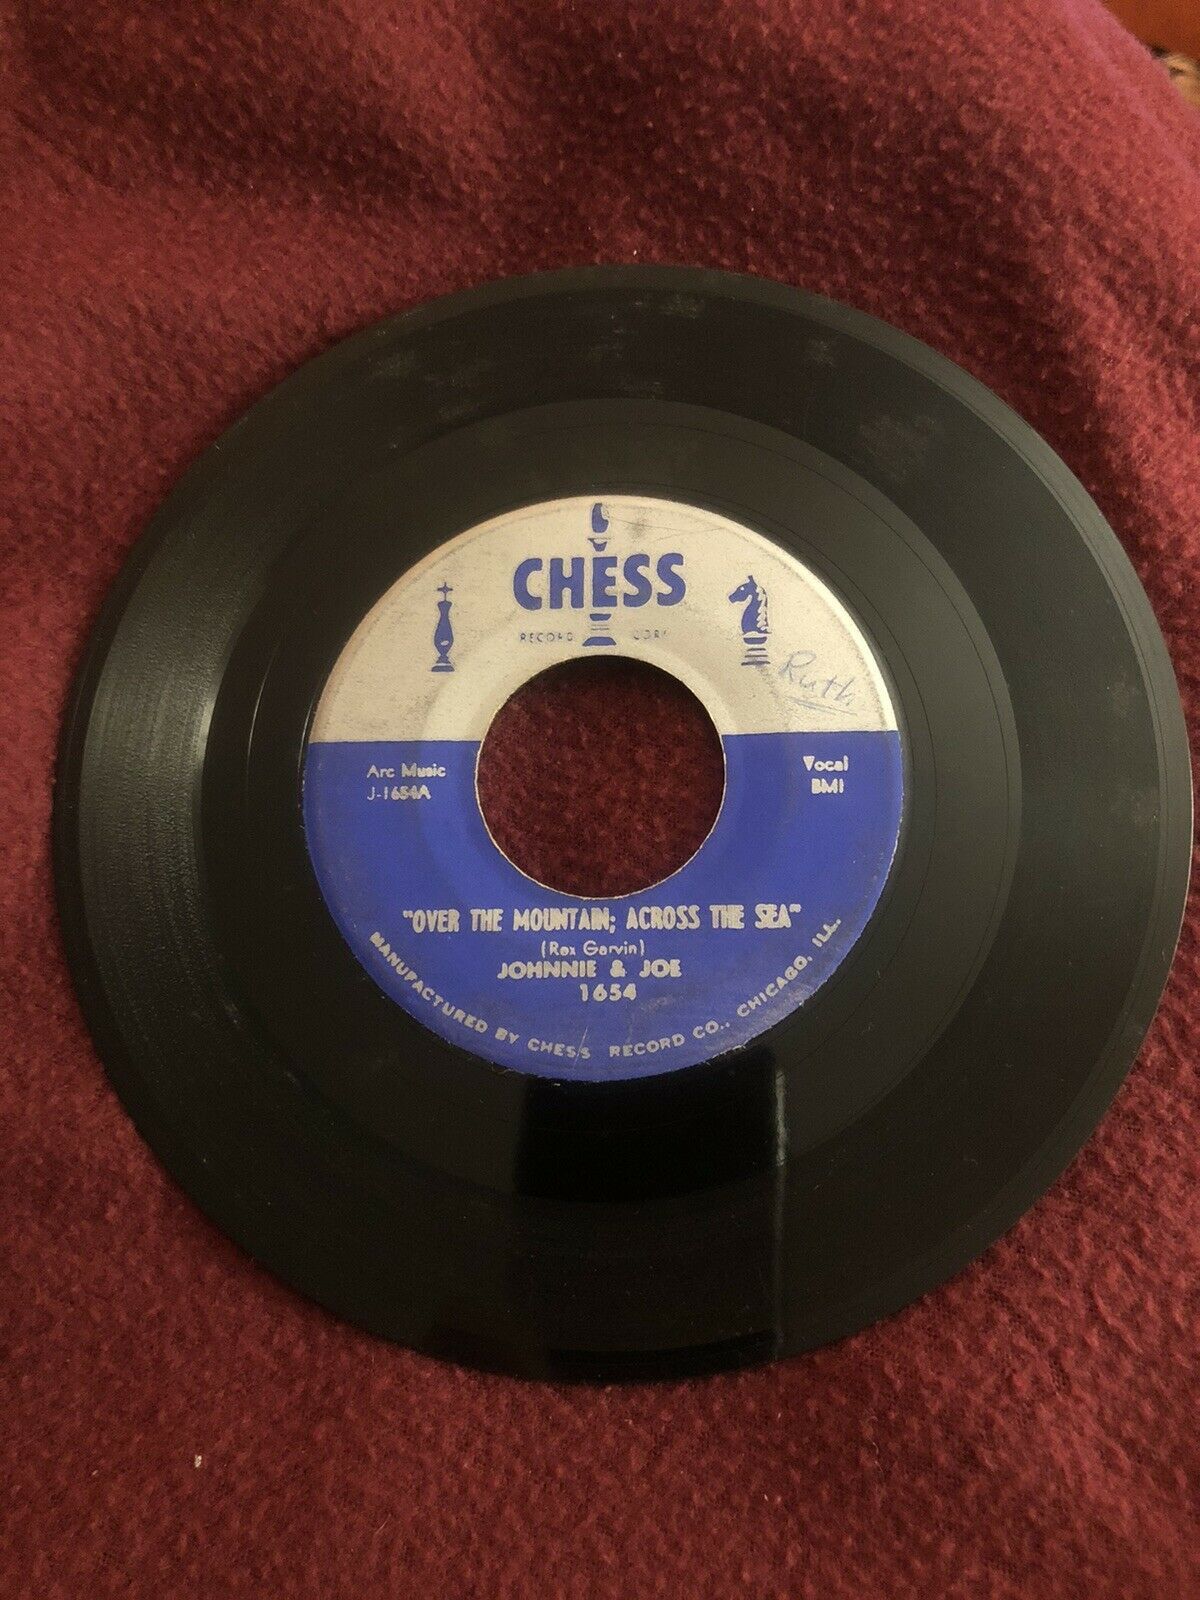 CHESS
RECORD CORP
Ruth
Arc Music
J-1654A
Vocal
BMI
"OVER THE MOUNTAIN; ACROSS THE SEA"
(Rex Garvin)
JOHNNIE & JOE
1654
MANUFACTURED BY CHESS RECORD CO., CHICAGO, ILL.